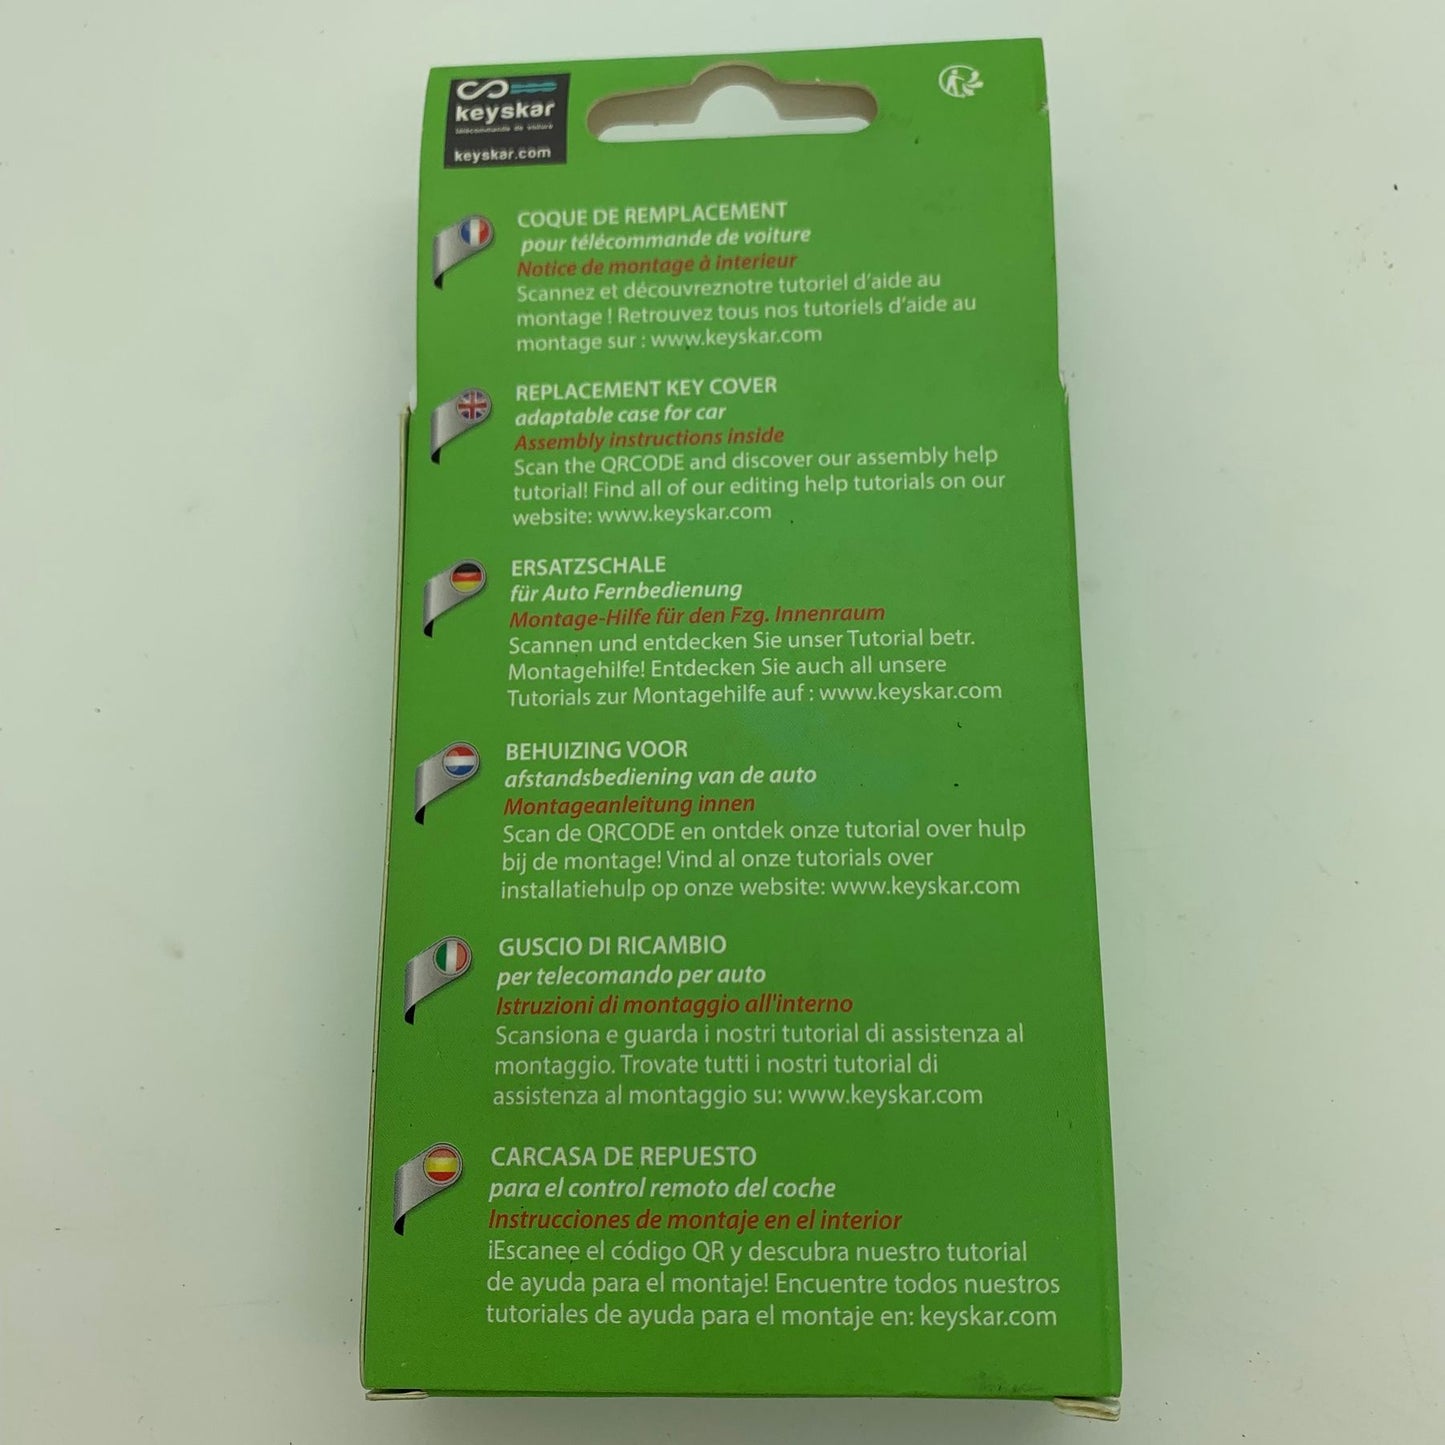 keyskar
télécommande de voiture
keyskar.com
COQUE DE REMPLACEMENT
pour télécommande de voiture
Notice de montage à interieur
Scannez et découvreznotre tutoriel d'aide au
montage ! Retrouvez tous nos tutoriels d'aide au
montage sur : www.keyskar.com
REPLACEMENT KEY COVER
adaptable case for car
Assembly instructions inside
Scan the QRCODE and discover our assembly help
tutorial! Find all of our editing help tutorials on our
website: www.keyskar.com
ERSATZSCHALE
für Auto Fernbedienung
Montage-Hilfe für den Fzg. Innenraum
Scannen und entdecken Sie unser Tutorial betr.
Montagehilfe! Entdecken Sie auch all unsere
Tutorials zur Montagehilfe auf : www.keyskar.com
BEHUIZING VOOR
afstandsbediening van de auto
Montageanleitung innen
Scan de QRCODE en ontdek onze tutorial over hulp
bij de montage! Vind al onze tutorials over
installatiehulp op onze website: www.keyskar.com
GUSCIO DI RICAMBIO
per telecomando per auto
Istruzioni di montaggio all'interno
Scansiona e guarda i nostri tutorial di assistenza al
montaggio. Trovate tutti i nostri tutorial di
assistenza al montaggio su: www.keyskar.com
CARCASA DE REPUESTO
para el control remoto del coche
Instrucciones de montaje en el interior
¡Escanee el código QR y descubra nuestro tutorial
de ayuda para el montaje! Encuentre todos nuestros
tutoriales de ayuda para el montaje en: keyskar.com